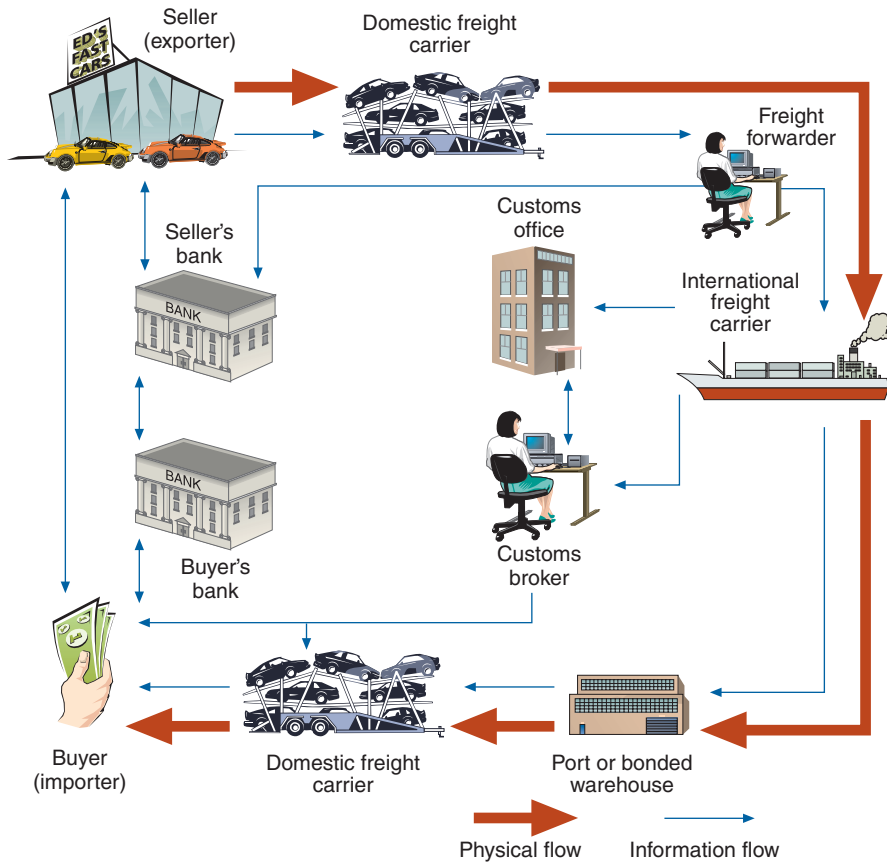 Seller
(exporter)
ED'S
FAST
CARS
Domestic freight
carrier
Freight
forwarder
Seller's
bank
BANK
Customs
office
International
freight
carrier
BANK
Buyer's
bank
Customs
broker
Buyer
(importer)
Domestic freight
carrier
Port or bonded
warehouse
Physical flow
Information flow